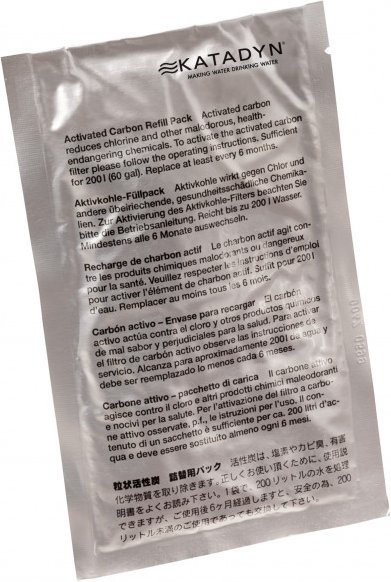 KATADYN®
MAKING WATER DRINKING WATER
Activated Carbon Refill Pack Activated carbon
reduces chlorine and other malodorous, health-
endangering chemicals. To activate the activated carbon
filter please follow the operating instructions. Sufficient
for 200 l (60 gal). Replace at least every 6 months.
Aktivkohle-Füllpack Aktivkohle wirkt gegen Chlor und
andere übelriechende, gesundheitsschädliche Chemika-
lien. Zur Aktivierung des Aktivkohle-Filters beachten Sie
bitte die Betriebsanleitung. Reicht bis zu 200 l Wasser.
Mindestens alle 6 Monate auswechseln.
Recharge de charbon actif Le charbon actif agit con-
tre les produits chimiques malodorants ou dangereux
pour la santé. Veuillez respecter les instructions d'emploi
pour activer l'élément de charbon actif. Suffit pour 200 l
d'eau. Remplacer au moins tous les 6 mois.
Carbón activo – Envase para recargar El carbón
activo actúa contra el cloro y otros productos químicos
de mal sabor y perjudiciales para la salud. Para activar
el filtro de carbón activo observe las instrucciones de
servicio. Alcanza para aproximadamente 200 l de agua y
debe ser reemplazado lo menos cada 6 meses.
Carbone attivo – pacchetto di carica Il carbone attivo
agisce contro il cloro e altri prodotti chimici maleodoranti
e nocivi per la salute. Per l'attivazione del filtro a carbo-
ne attivo osservate, p.f., le istruzioni per l'uso. Il con-
tenuto di un sacchetto è sufficiente per ca. 200 litri d'ac-
qua e deve essere sostituito almeno ogni 6 mesi.
粒状活性炭 詰替用パック 活性炭は、塩素やカビ臭、有害
化学物質を取り除きます。正しくお使い頂くために、使用説
明書をよくお読み下さい。1袋で、200リットルの水を処理
できますが、ご使用後6ケ月経過しますと、安全の為、200
リットル未満のご使用であっても交換して下さい。